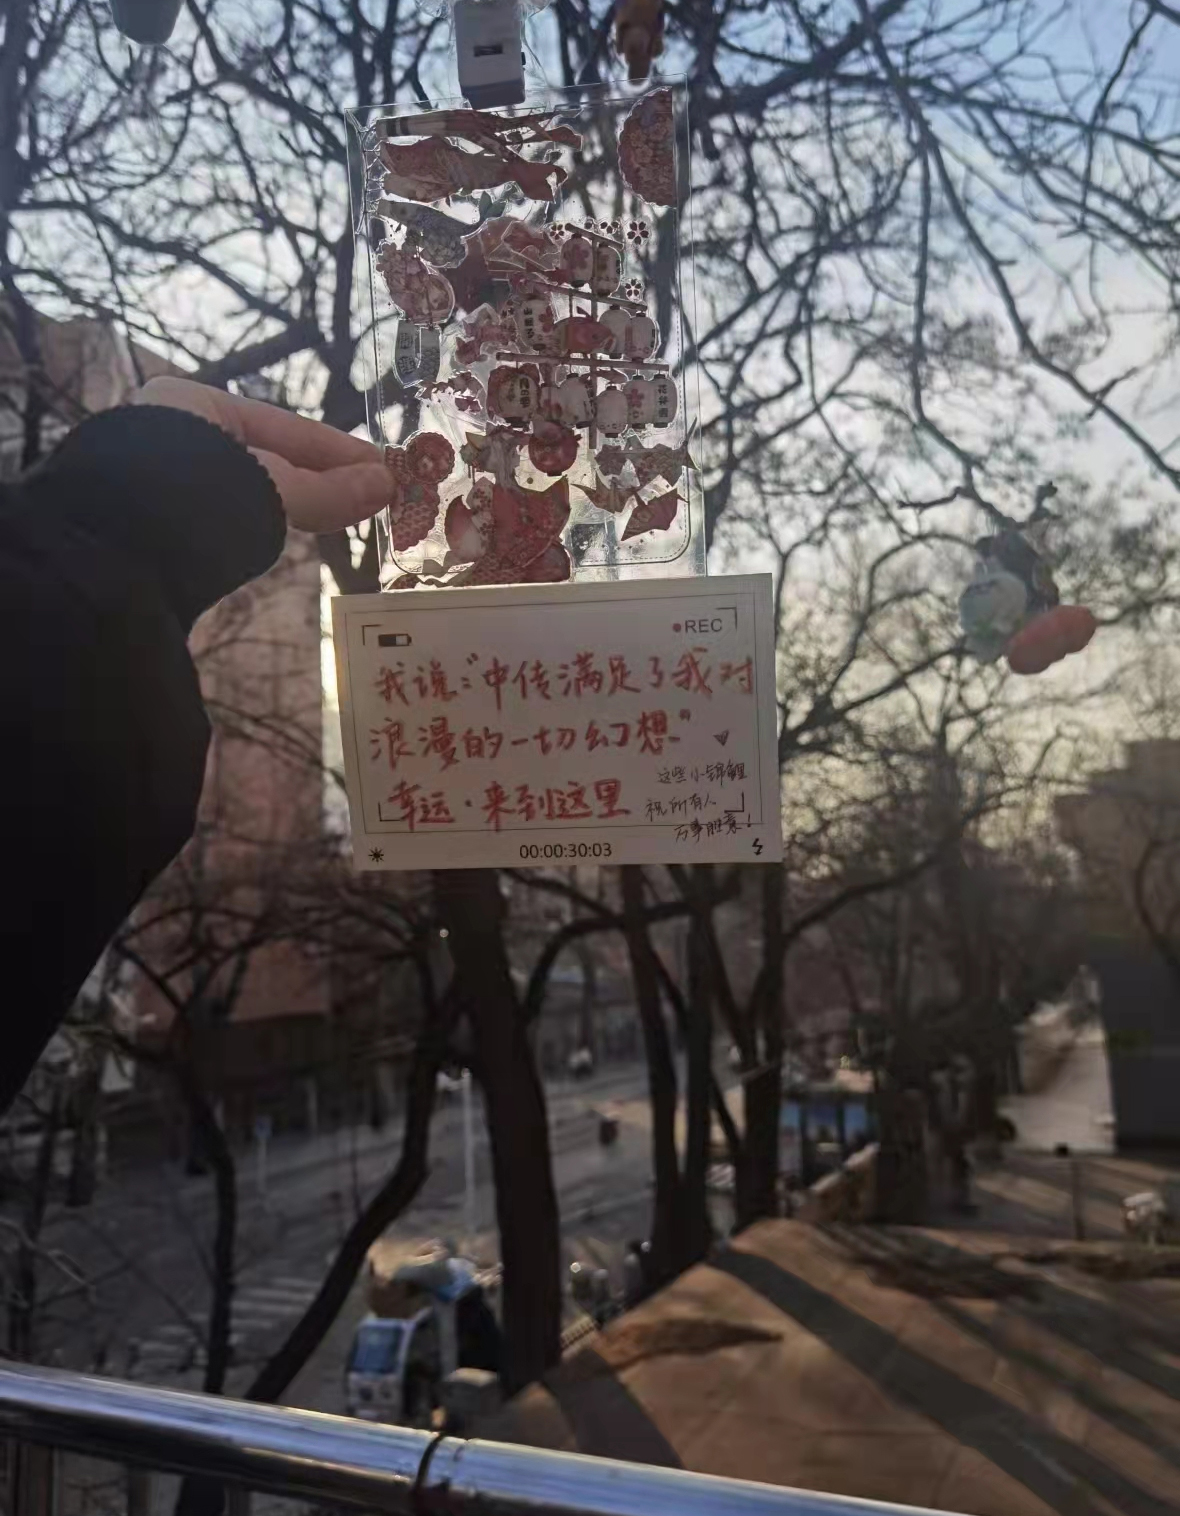 ●REC
我说:"中传满足了我对
浪漫的一切幻想"
幸运·来到这里
这些小锦鲤
祝所有人
万事胜意!
00:00:30:03